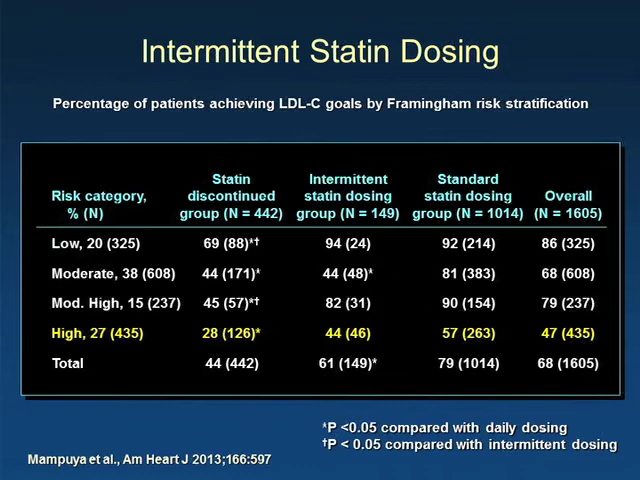 Intermittent Statin Dosing
Percentage of patients achieving LDL-C goals by Framingham risk stratification
Risk category, % (N) Statin discontinued group (N = 442) Intermittent statin dosing group (N = 149) Standard statin dosing group (N = 1014) Overall (N = 1605)
Low, 20 (325) 69 (88)*† 94 (24) 92 (214) 86 (325)
Moderate, 38 (608) 44 (171)* 44 (48)* 81 (383) 68 (608)
Mod. High, 15 (237) 45 (57)*† 82 (31) 90 (154) 79 (237)
High, 27 (435) 28 (126)* 44 (46) 57 (263) 47 (435)
Total 44 (442) 61 (149)* 79 (1014) 68 (1605)
*P <0.05 compared with daily dosing
†P < 0.05 compared with intermittent dosing
Mampuya et al., Am Heart J 2013;166:597